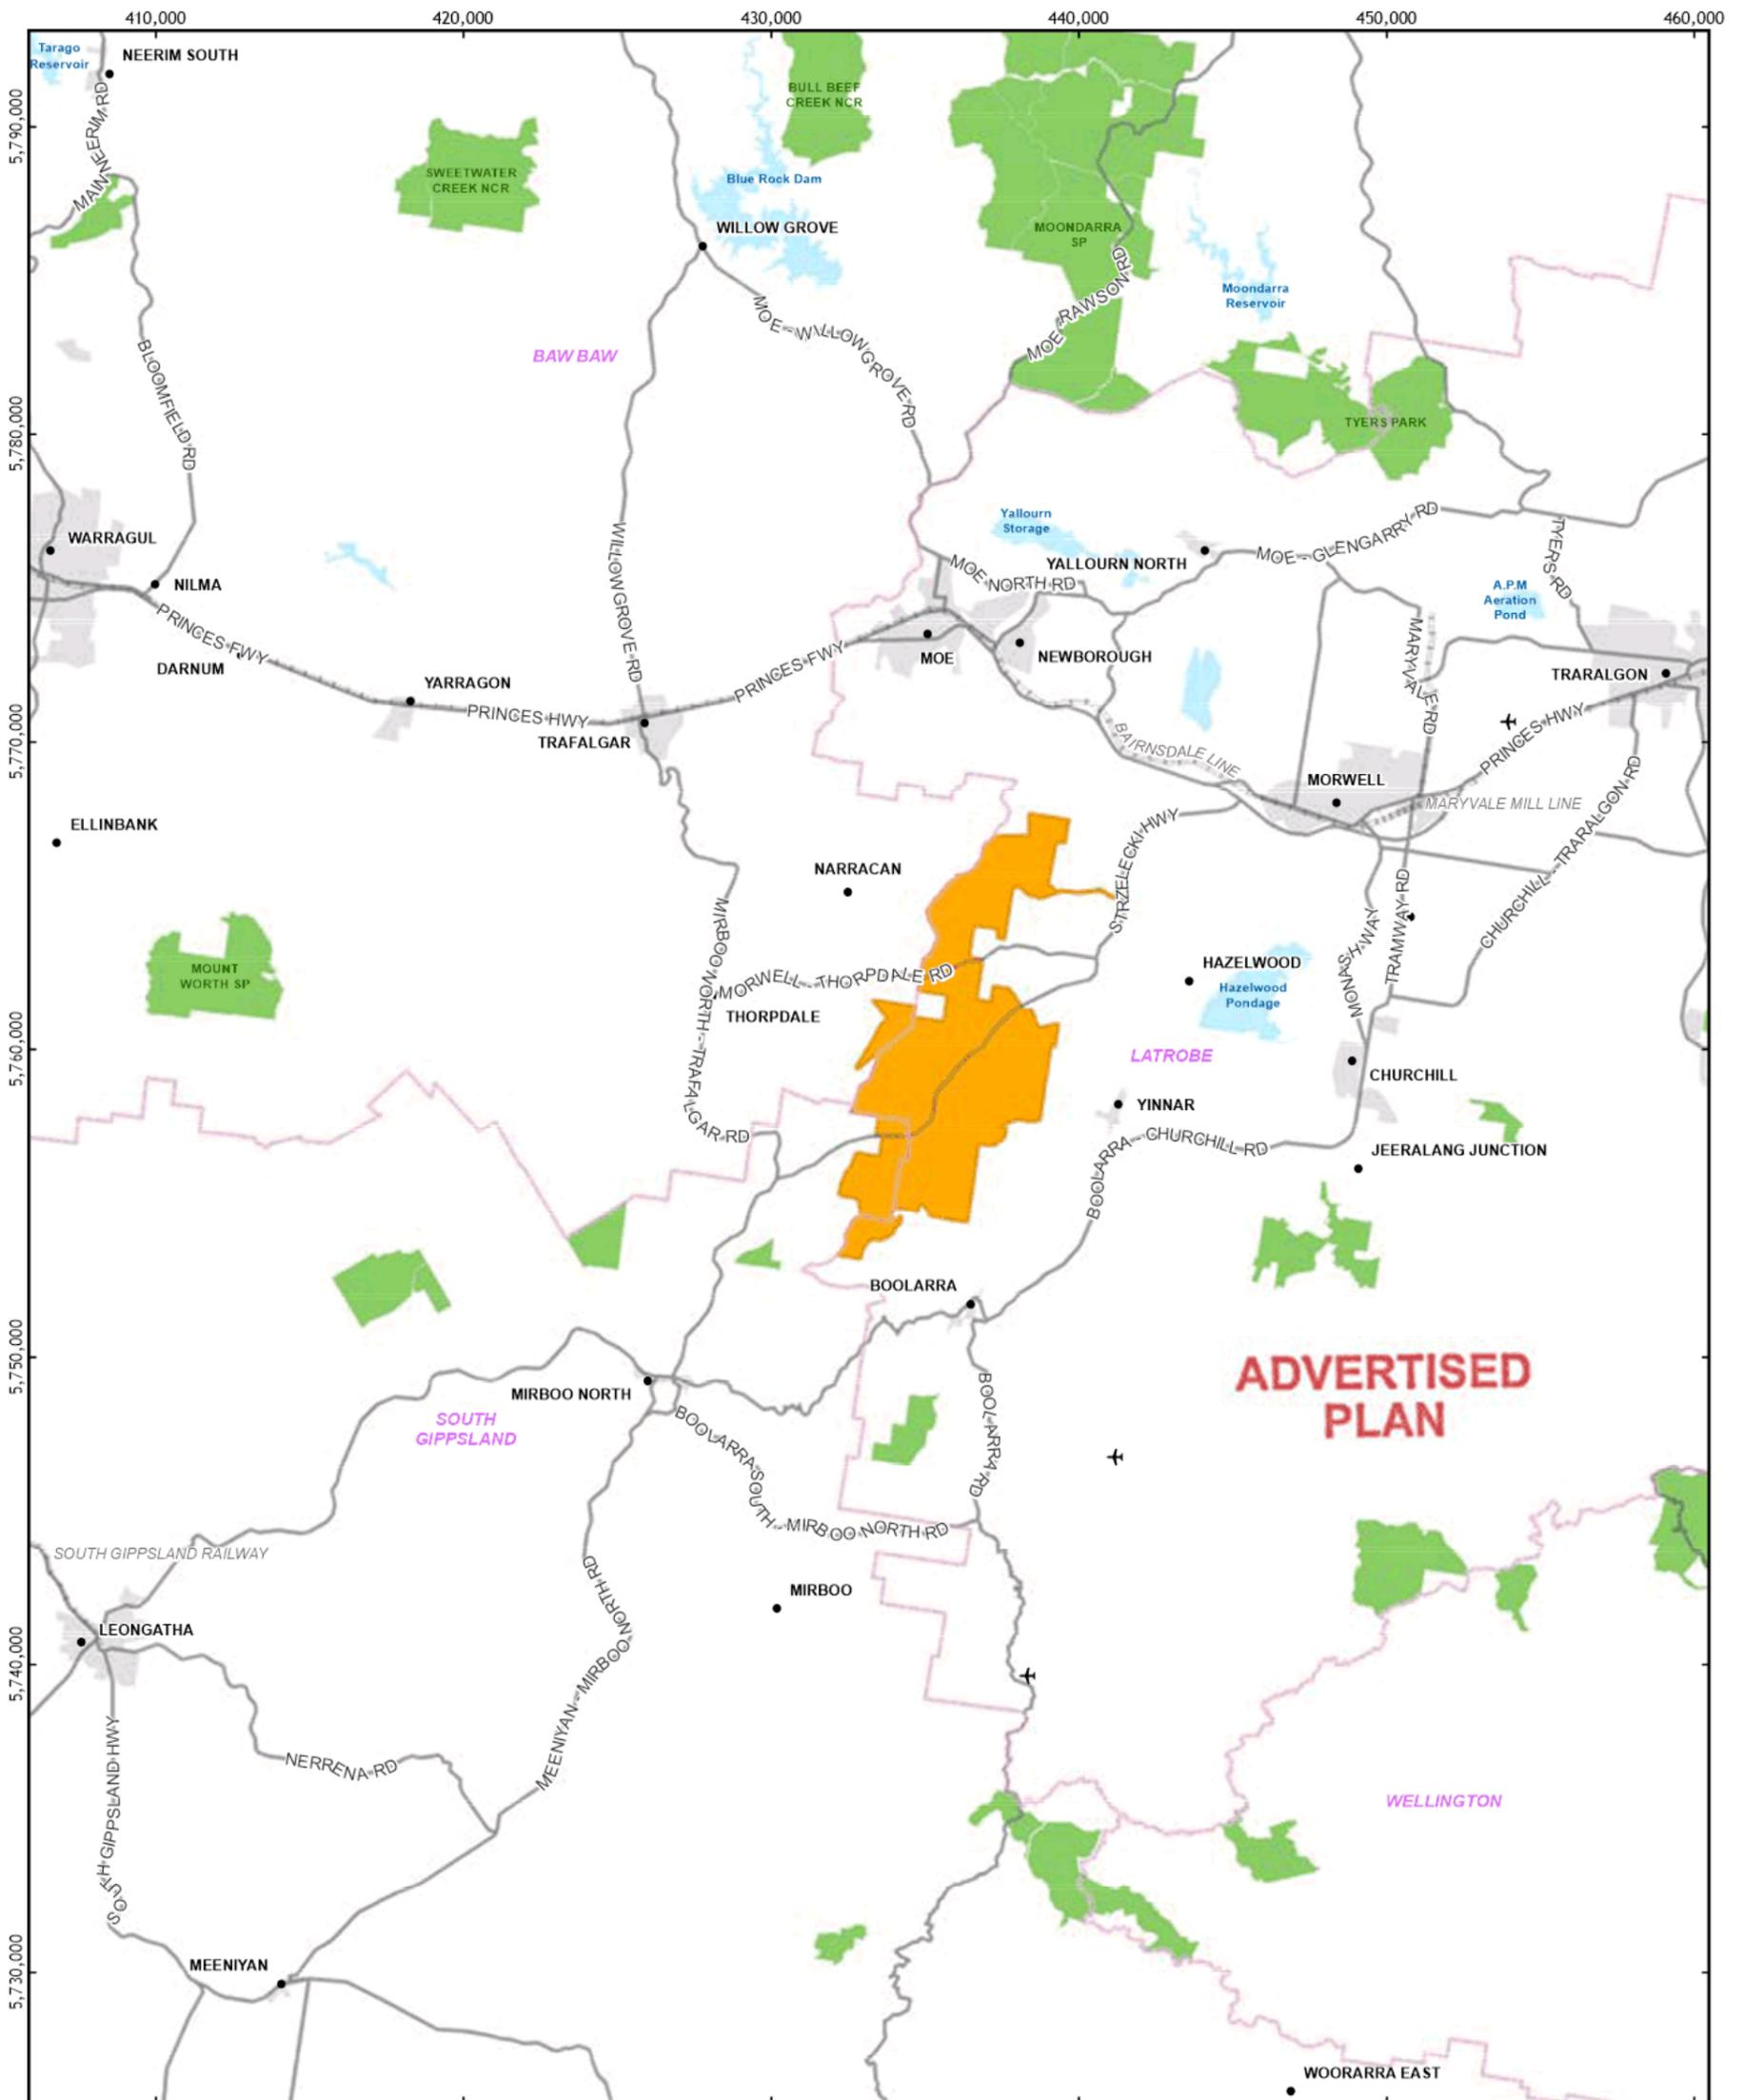 410,000
420,000
430,000
440,000
450,000
460,000
5,790,000
5,780,000
5,770,000
5,760,000
5,750,000
5,740,000
5,730,000
Tarago
Reservoir
NEERIM SOUTH
MAIN NEERIM RD
BULL BEEF
CREEK NCR
SWEETWATER
CREEK NCR
Blue Rock Dam
WILLOW GROVE
MOONDARRA
SP
MOE RAWSON RD
Moondarra
Reservoir
MOE - WILLOW GROVE RD
BAW BAW
BLOOMFIELD RD
TYERS PARK
WARRAGUL
NILMA
WILLOWGROVE RD
Yallourn
Storage
YALLOURN NORTH
MOE - GLENGARRY RD
MOE NORTH RD
TYERS RD
A.P.M
Aeration
Pond
PRINCES FWY
DARNUM
YARRAGON
PRINCES HWY
TRAFALGAR
PRINCES FWY
MOE
NEWBOROUGH
MARYVALE RD
TRARALGON
PRINCES HWY
BAIRNSDALE LINE
MORWELL
MARYVALE MILL LINE
ELLINBANK
NARRACAN
STRZELECKI HWY
CHURCHILL - TRARALGON RD
MOUNT
WORTH SP
MIRBOO NORTH - TRAFALGAR RD
MORWELL - THORPDALE RD
THORPDALE
HAZELWOOD
Hazelwood
Pondage
MONASH WAY
TRAMWAY RD
LATROBE
CHURCHILL
YINNAR
BOOLARRA - CHURCHILL RD
JEERALANG JUNCTION
BOOLARRA
ADVERTISED
PLAN
MIRBOO NORTH
SOUTH
GIPPSLAND
BOOLARRA SOUTH - MIRBOO NORTH RD
BOOLARRA RD
SOUTH GIPPSLAND RAILWAY
MIRBOO
LEONGATHA
MEENIYAN - MIRBOO NORTH RD
SOUTH GIPPSLAND HWY
NERRENA RD
WELLINGTON
MEENIYAN
WOORARRA EAST